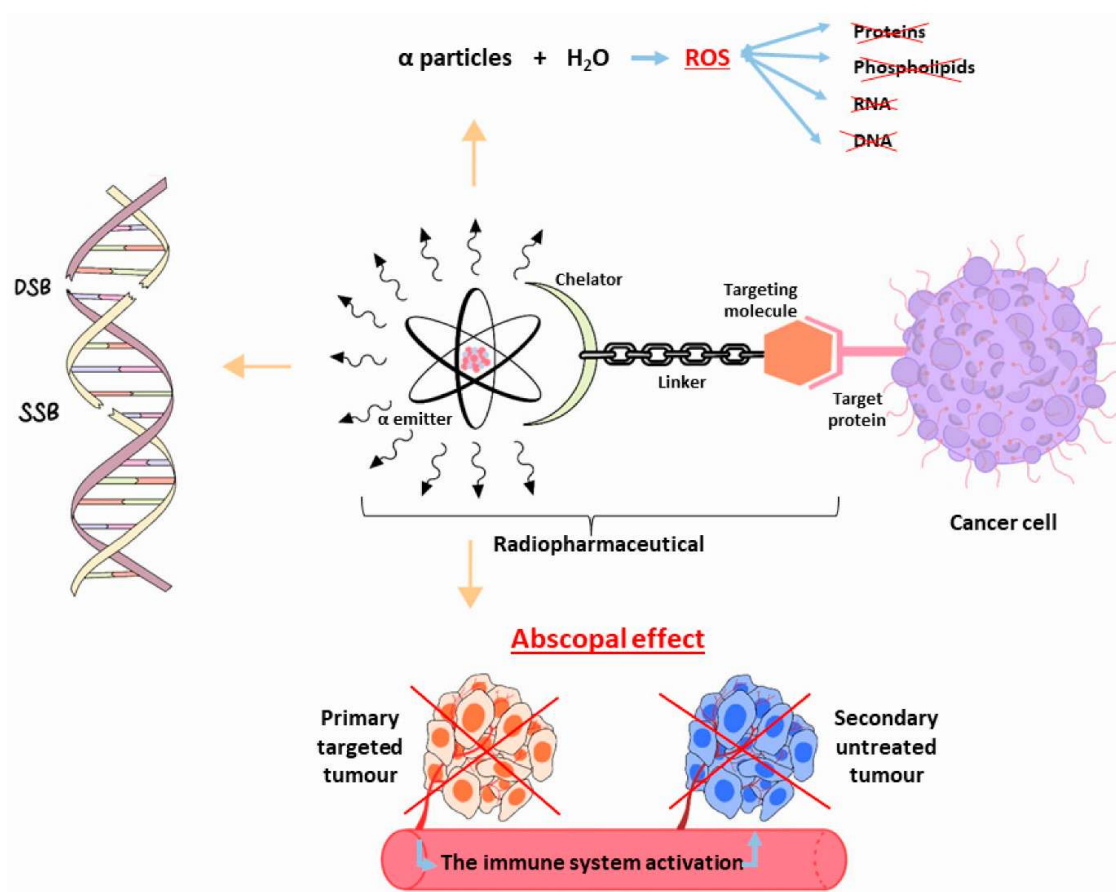 α particles + H₂O ROS
Proteins
Phospholipids
RNA
DNA
DSB
SSB
Chelator
α emitter
Linker
Targeting
molecule
Target
protein
Cancer cell
Radiopharmaceutical
Abscopal effect
Primary
targeted
tumour
Secondary
untreated
tumour
The immune system activation